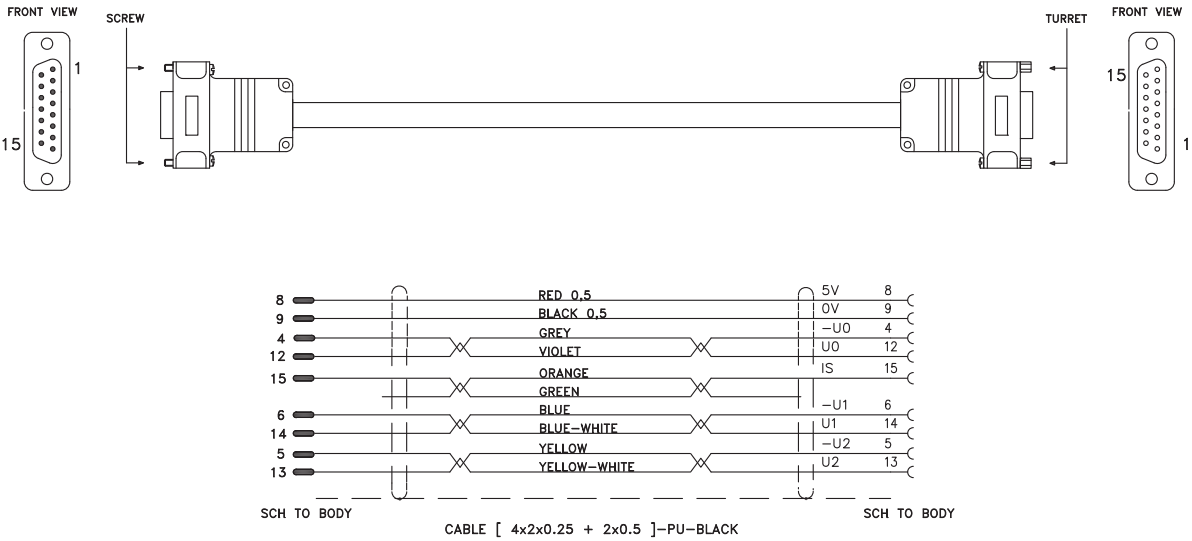 FRONT VIEW
SCREW
TURRET
FRONT VIEW
1
15
15
1
8 RED 0,5 5V 8
9 BLACK 0,5 0V 9
4 GREY -U0 4
12 VIOLET U0 12
15 ORANGE IS 15
GREEN
6 BLUE -U1 6
14 BLUE-WHITE U1 14
5 YELLOW -U2 5
13 YELLOW-WHITE U2 13
SCH TO BODY
SCH TO BODY
CABLE [ 4x2x0.25 + 2x0.5 ]-PU-BLACK